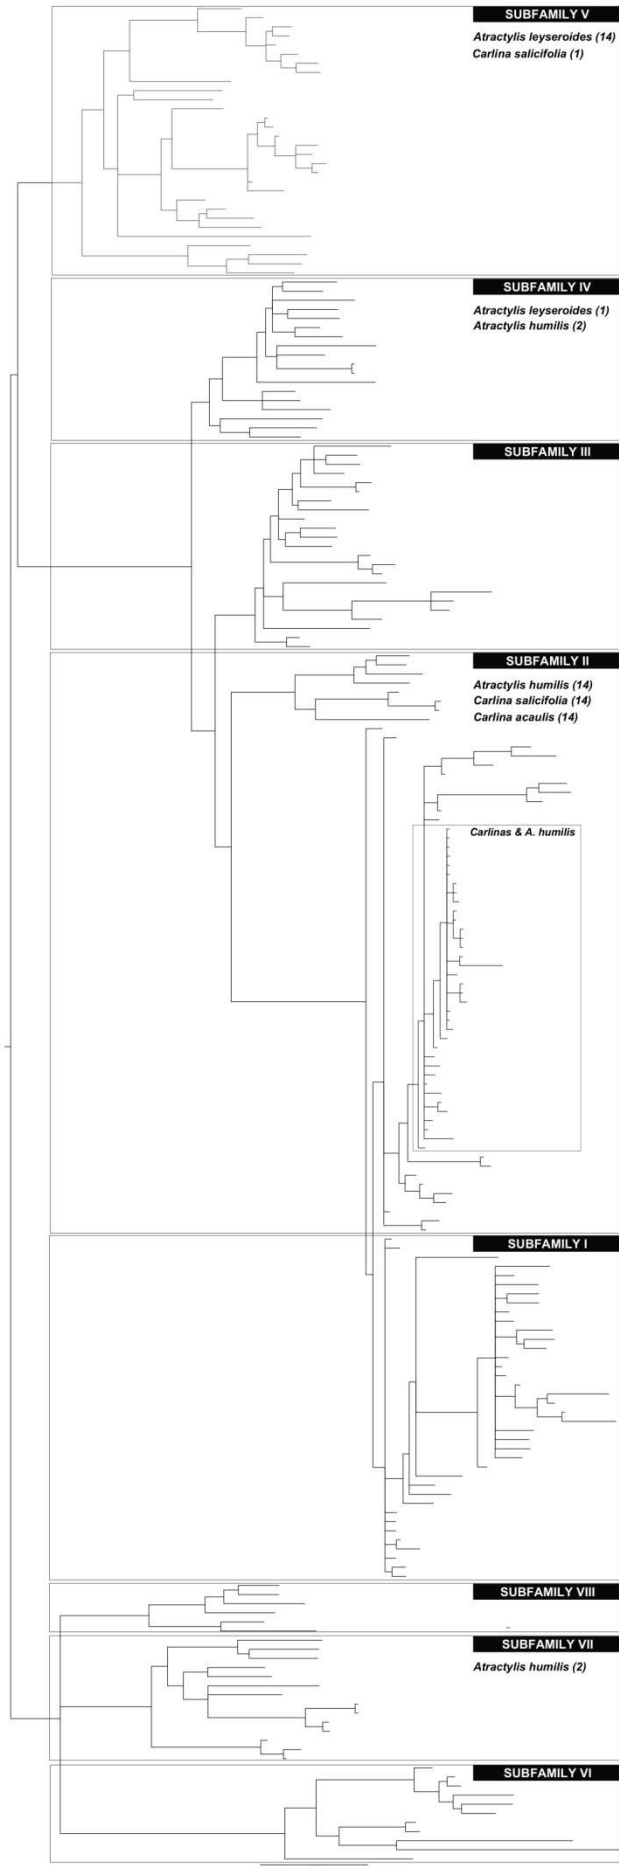 SUBFAMILY V
Atractylis leyseroides (14)
Carlina salicifolia (1)
SUBFAMILY IV
Atractylis leyseroides (1)
Atractylis humilis (2)
SUBFAMILY III
SUBFAMILY II
Atractylis humilis (14)
Carlina salicifolia (14)
Carlina acaulis (14)
Carlinas & A. humilis
SUBFAMILY I
SUBFAMILY VIII
SUBFAMILY VII
Atractylis humilis (2)
SUBFAMILY VI